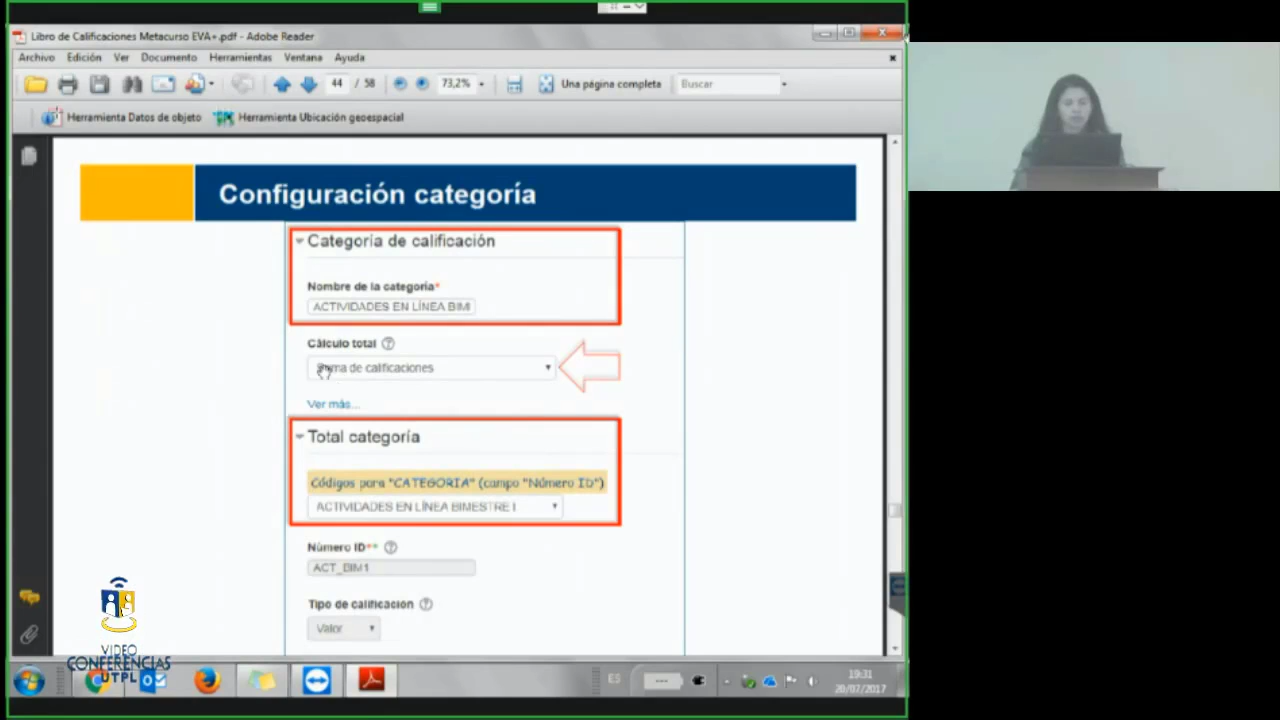 Libro de Calificaciones Metacurso EVA+.pdf - Adobe Reader
Archivo Edición Ver Documento Herramientas Ventana Ayuda
44 / 58 73,2% Una página completa Buscar
Herramienta Datos de objeto Herramienta Ubicación geoespacial
Configuración categoría
Categoría de calificación
Nombre de la categoría*
ACTIVIDADES EN LÍNEA BIM
Cálculo total
Suma de calificaciones
Ver más...
Total categoría
Códigos para "CATEGORIA" (campo "Número ID")
ACTIVIDADES EN LÍNEA BIMESTRE I
Número ID**
ACT_BIM1
Tipo de calificación
Valor
VIDEO
CONFERENCIAS
UTPL
ES
19:31
20/07/2017